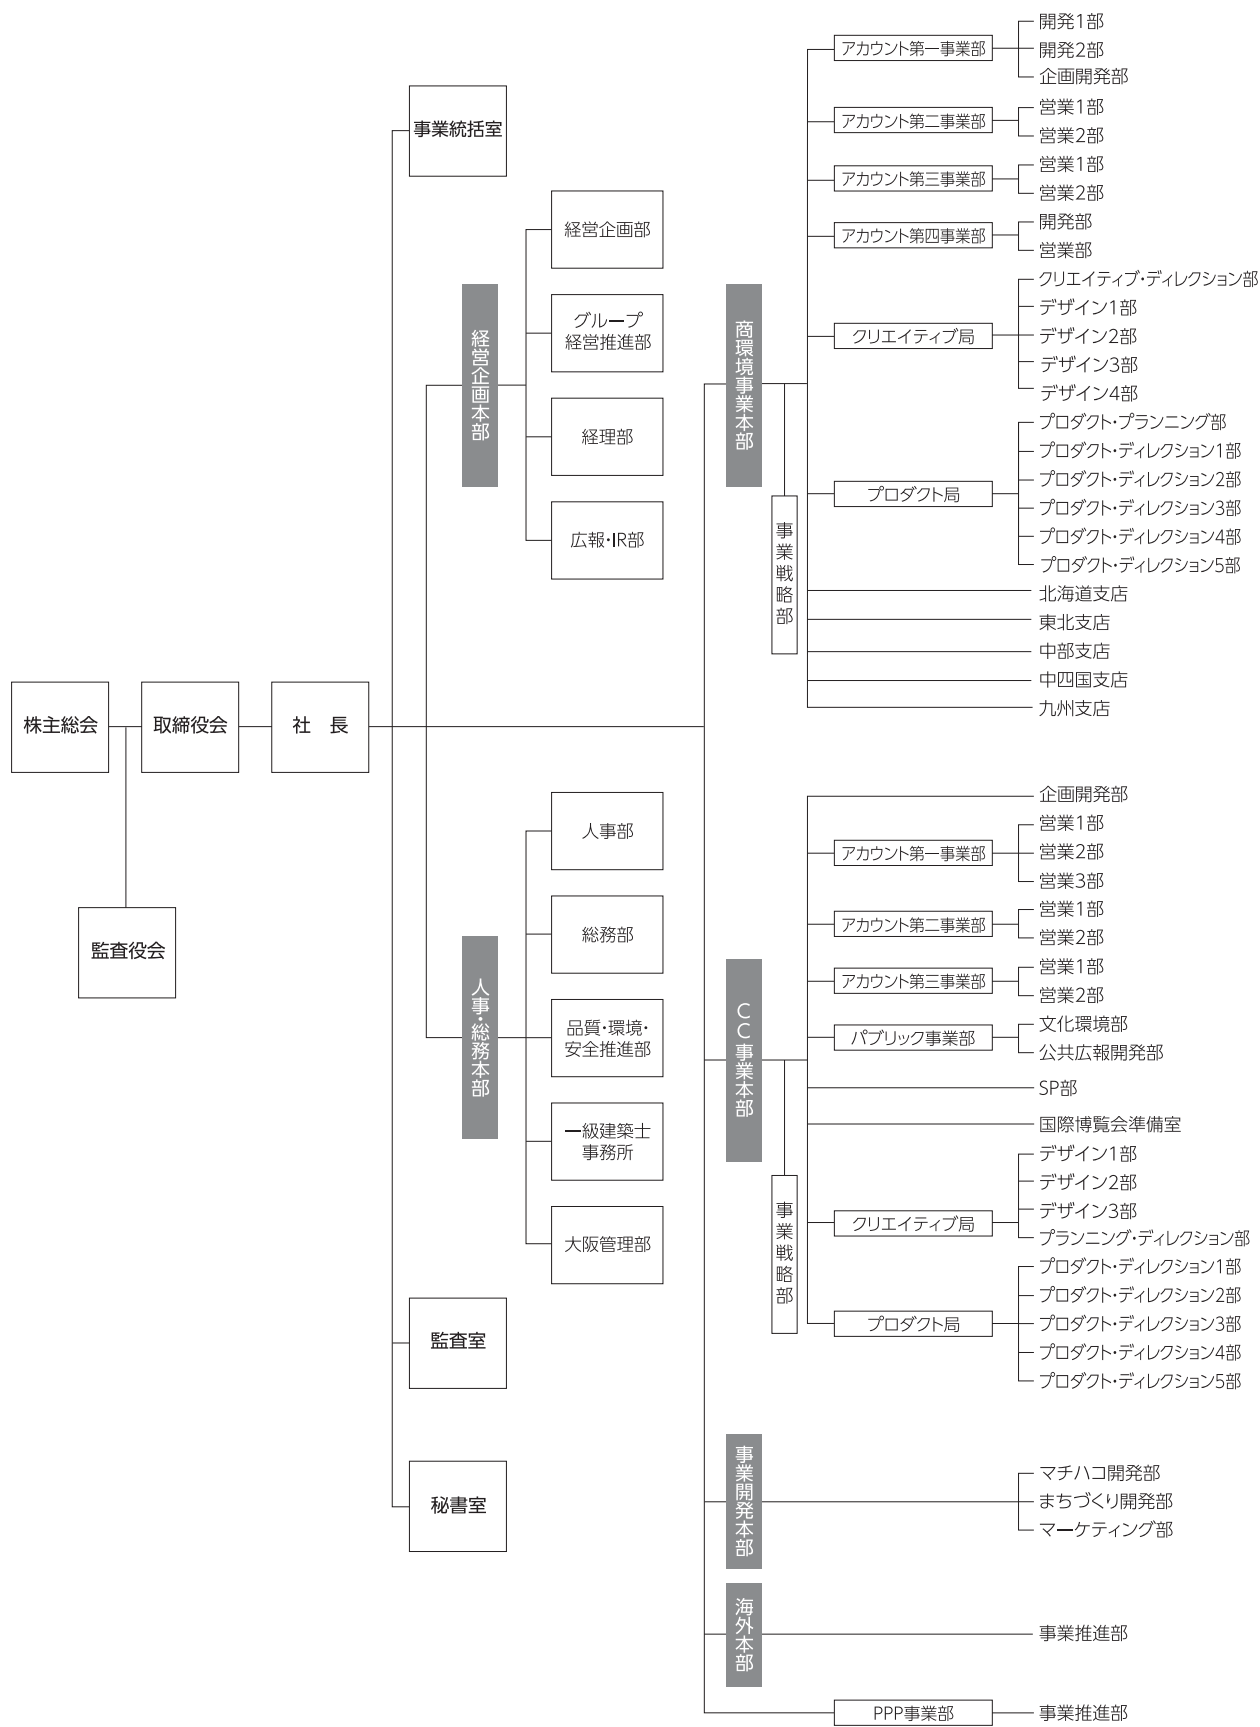 株主総会
取締役会
社　長
監査役会
事業統括室
経営企画本部
経営企画部
グループ
経営推進部
経理部
広報・IR部
人事・総務本部
人事部
総務部
品質・環境・
安全推進部
一級建築士
事務所
大阪管理部
監査室
秘書室
商環境事業本部
事業戦略部
アカウント第一事業部
開発1部
開発2部
企画開発部
アカウント第二事業部
営業1部
営業2部
アカウント第三事業部
営業1部
営業2部
アカウント第四事業部
開発部
営業部
クリエイティブ局
クリエイティブ・ディレクション部
デザイン1部
デザイン2部
デザイン3部
デザイン4部
プロダクト局
プロダクト・プランニング部
プロダクト・ディレクション1部
プロダクト・ディレクション2部
プロダクト・ディレクション3部
プロダクト・ディレクション4部
プロダクト・ディレクション5部
北海道支店
東北支店
中部支店
中四国支店
九州支店
CC事業本部
事業戦略部
企画開発部
アカウント第一事業部
営業1部
営業2部
営業3部
アカウント第二事業部
営業1部
営業2部
アカウント第三事業部
営業1部
営業2部
パブリック事業部
文化環境部
公共広報開発部
SP部
国際博覧会準備室
クリエイティブ局
デザイン1部
デザイン2部
デザイン3部
プランニング・ディレクション部
プロダクト局
プロダクト・ディレクション1部
プロダクト・ディレクション2部
プロダクト・ディレクション3部
プロダクト・ディレクション4部
プロダクト・ディレクション5部
事業開発本部
マチハコ開発部
まちづくり開発部
マーケティング部
海外本部
事業推進部
PPP事業部
事業推進部